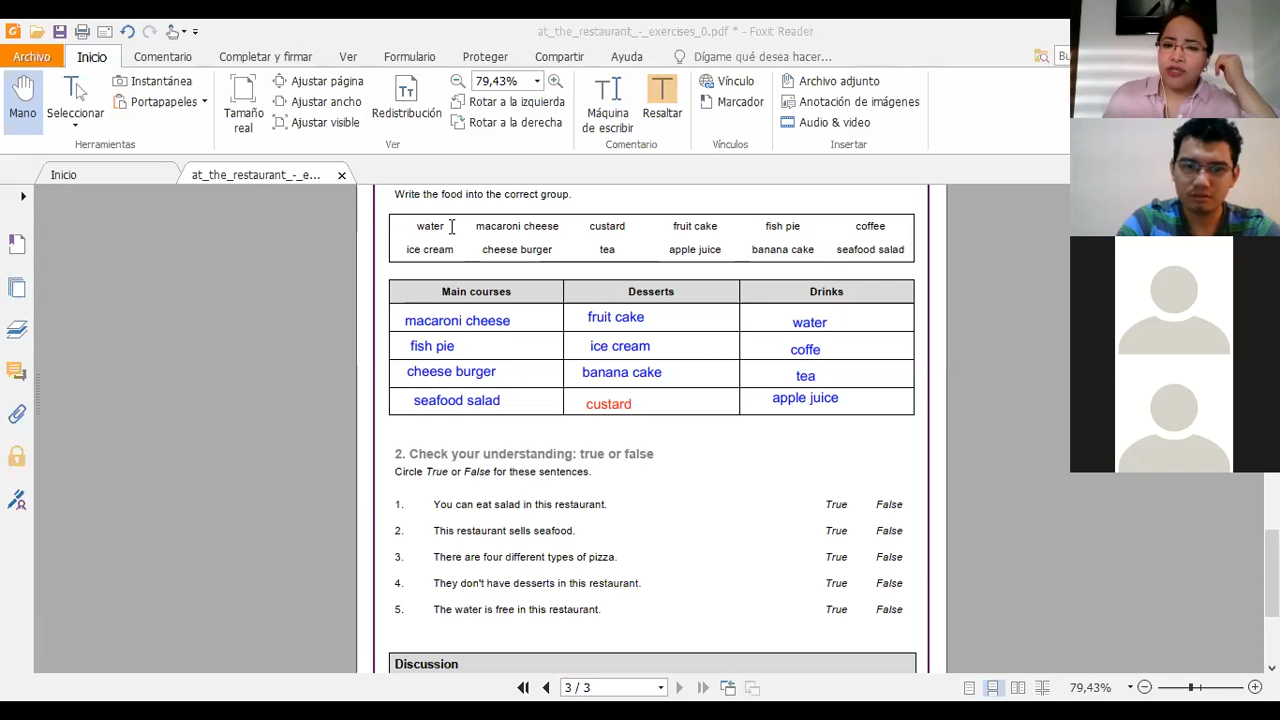 at_the_restaurant_-_exercises_0.pdf * - Foxit Reader
Archivo Inicio Comentario Completar y firmar Ver Formulario Proteger Compartir Ayuda Dígame qué desea hacer...
Mano
Seleccionar
Instantánea
Portapapeles
Herramientas
Tamaño real
Ajustar página
Ajustar ancho
Ajustar visible
Redistribución
79,43%
Rotar a la izquierda
Rotar a la derecha
Ver
Máquina de escribir
Resaltar
Comentario
Vínculo
Marcador
Vínculos
Archivo adjunto
Anotación de imágenes
Audio & video
Insertar
Inicio at_the_restaurant_-_e...
Write the food into the correct group.
water macaroni cheese custard fruit cake fish pie coffee
ice cream cheese burger tea apple juice banana cake seafood salad
Main courses Desserts Drinks
macaroni cheese fruit cake water
fish pie ice cream coffe
cheese burger banana cake tea
seafood salad custard apple juice
2. Check your understanding: true or false
Circle True or False for these sentences.
1. You can eat salad in this restaurant. True False
2. This restaurant sells seafood. True False
3. There are four different types of pizza. True False
4. They don't have desserts in this restaurant. True False
5. The water is free in this restaurant. True False
Discussion
3 / 3 79,43%